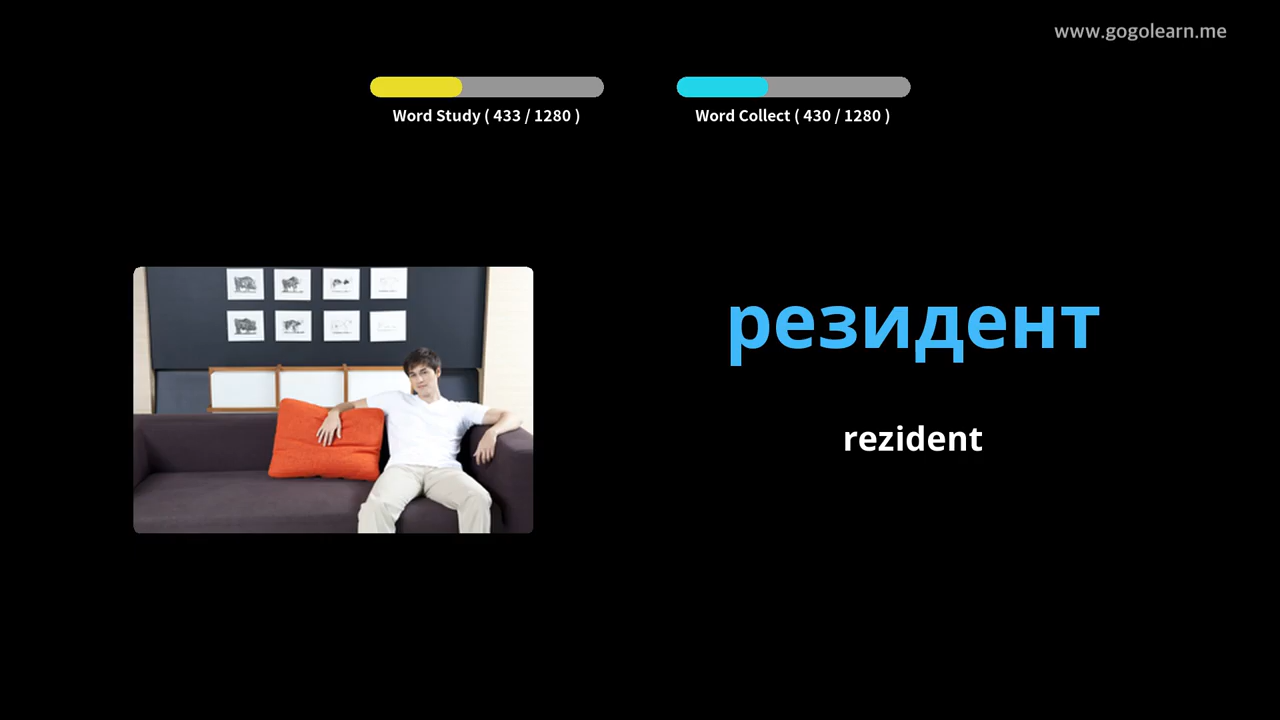 www.gogolearn.me
Word Study ( 433 / 1280 )
Word Collect ( 430 / 1280 )
резидент
rezident